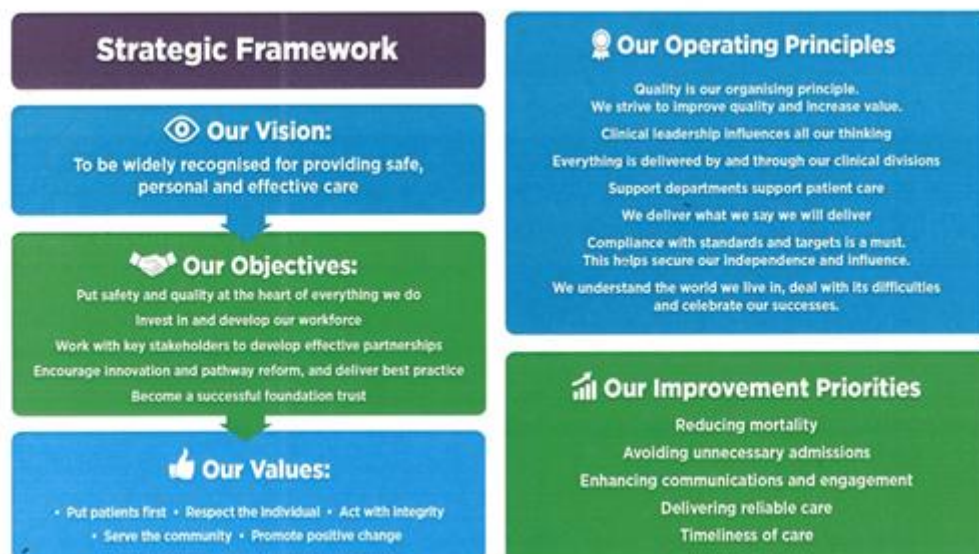 Strategic Framework
Our Vision:
To be widely recognised for providing safe,
personal and effective care
Our Objectives:
Put safety and quality at the heart of everything we do
Invest in and develop our workforce
Work with key stakeholders to develop effective partnerships
Encourage innovation and pathway reform, and deliver best practice
Become a successful foundation trust
Our Values:
• Put patients first • Respect the individual • Act with integrity
• Serve the community • Promote positive change
Our Operating Principles
Quality is our organising principle.
We strive to improve quality and increase value.
Clinical leadership influences all our thinking
Everything is delivered by and through our clinical divisions
Support departments support patient care
We deliver what we say we will deliver
Compliance with standards and targets is a must.
This helps secure our independence and influence.
We understand the world we live in, deal with its difficulties
and celebrate our successes.
Our Improvement Priorities
Reducing mortality
Avoiding unnecessary admissions
Enhancing communications and engagement
Delivering reliable care
Timeliness of care